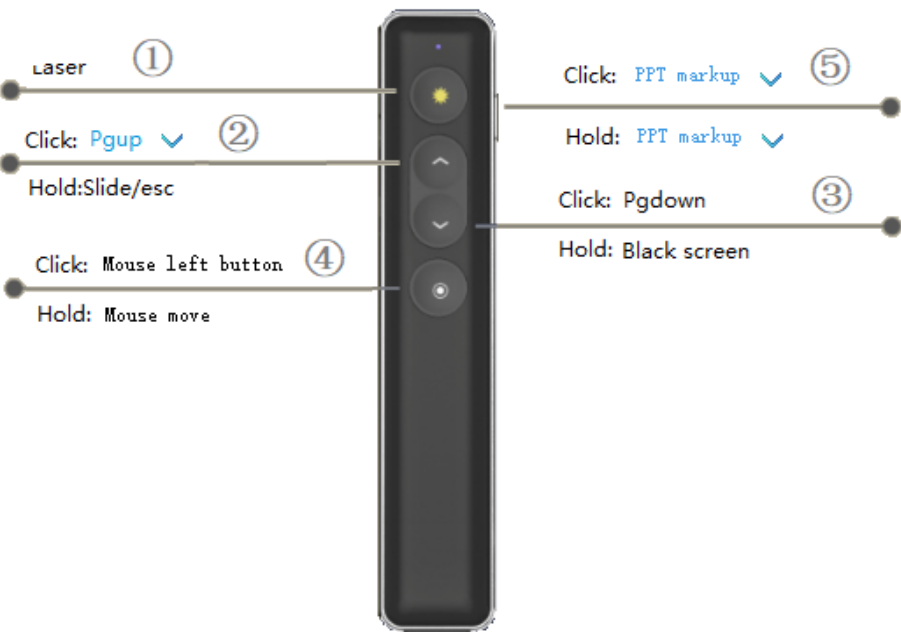 Laser ①
Click: Pgup ②
Hold:Slide/esc
Click: Mouse left button ④
Hold: Mouse move
Click: PPT markup ⑤
Hold: PPT markup
Click: Pgdown ③
Hold: Black screen